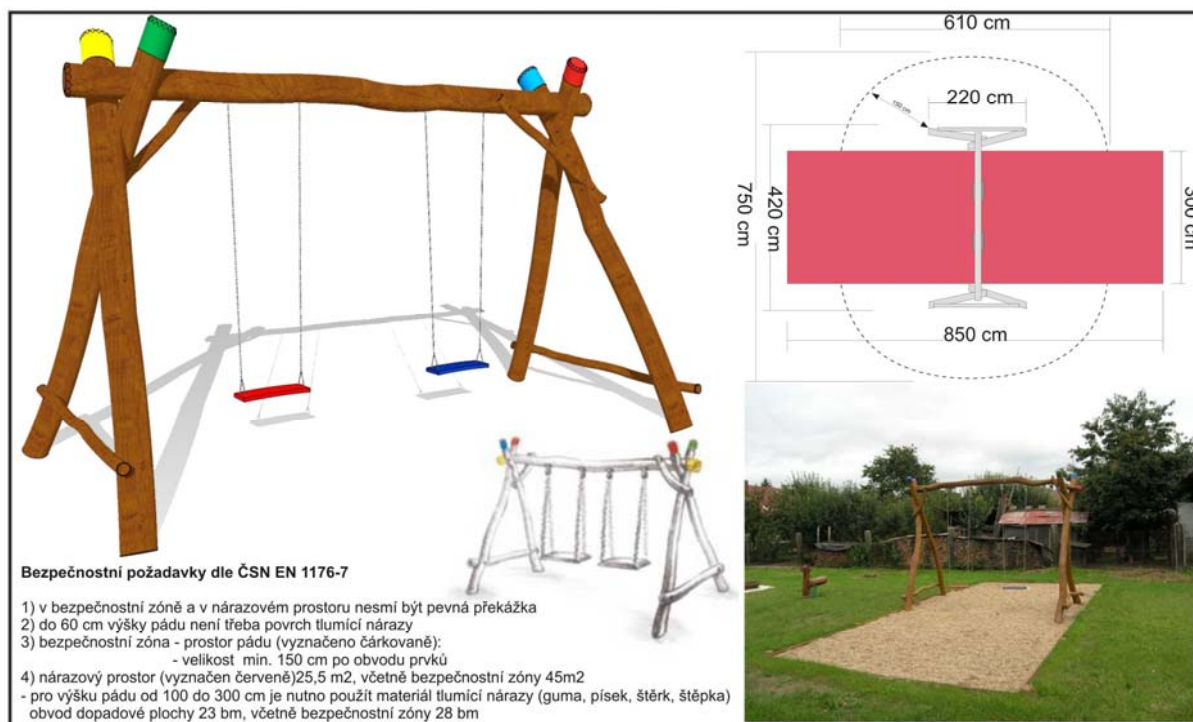 610 cm
220 cm
150 cm
750 cm
420 cm
300 cm
850 cm
Bezpečnostní požadavky dle ČSN EN 1176-7
1) v bezpečnostní zóně a v nárazovém prostoru nesmí být pevná překážka
2) do 60 cm výšky pádu není třeba povrch tlumící nárazy
3) bezpečnostní zóna - prostor pádu (vyznačeno čárkovaně):
- velikost min. 150 cm po obvodu prvků
4) nárazový prostor (vyznačen červeně)25,5 m2, včetně bezpečnostní zóny 45m2
- pro výšku pádu od 100 do 300 cm je nutno použít materiál tlumící nárazy (guma, písek, štěrk, štěpka)
obvod dopadové plochy 23 bm, včetně bezpečnostní zóny 28 bm